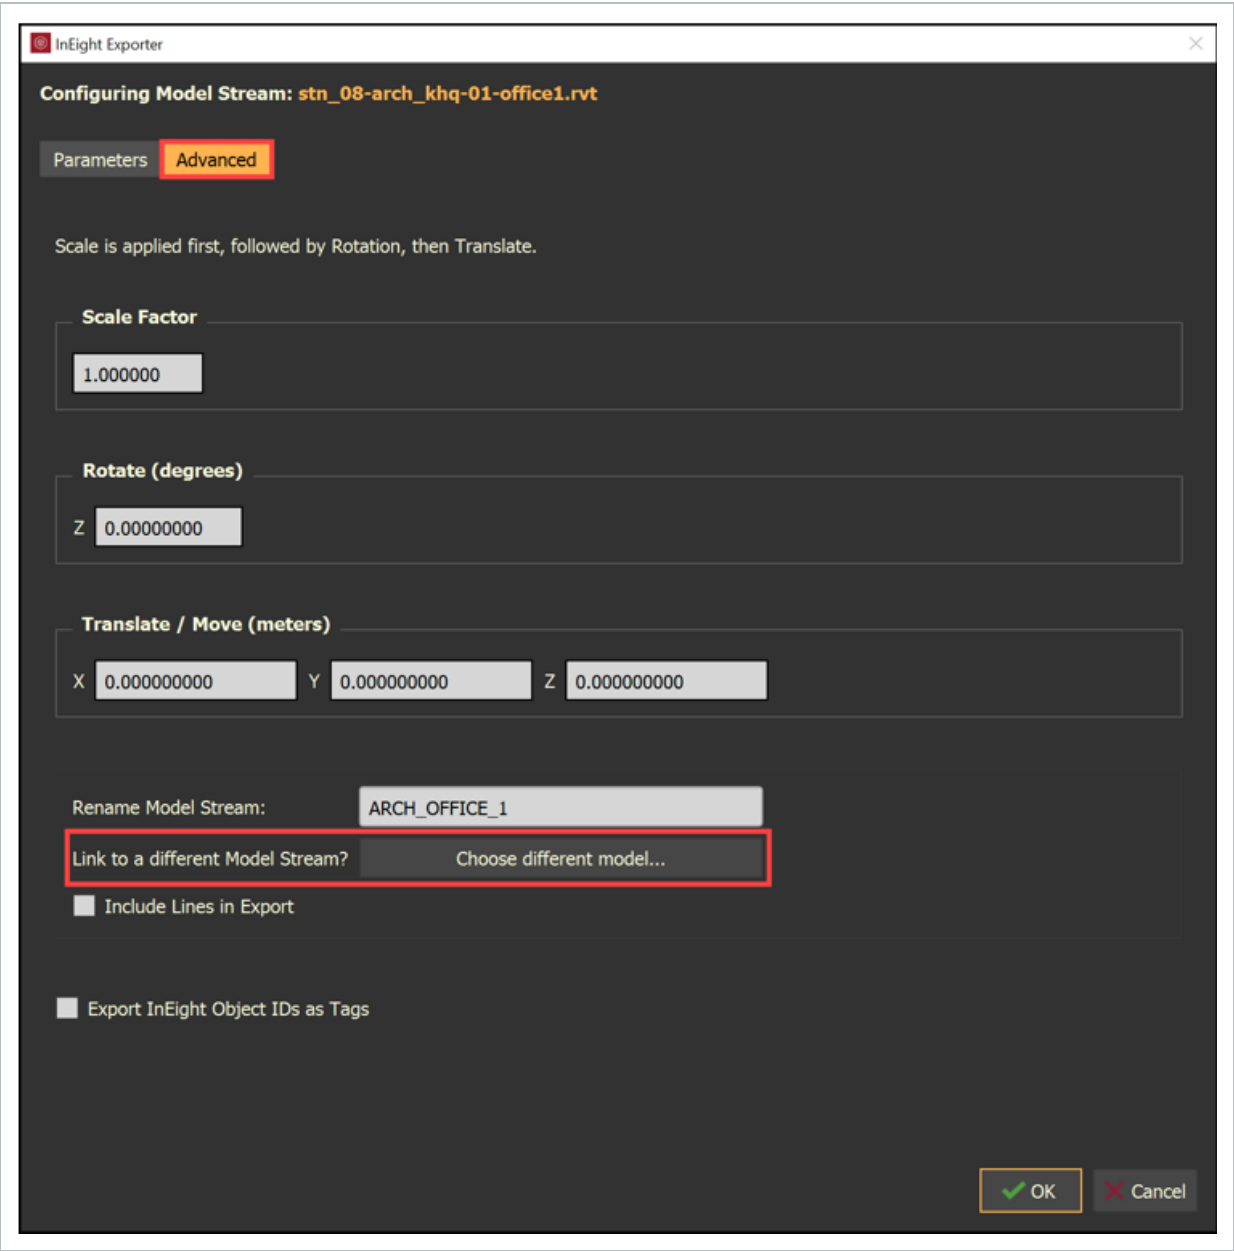 InEight Exporter
Configuring Model Stream: stn_08-arch_khq-01-office1.rvt
Parameters Advanced
Scale is applied first, followed by Rotation, then Translate.
Scale Factor
1.000000
Rotate (degrees)
Z 0.00000000
Translate / Move (meters)
X 0.000000000 Y 0.000000000 Z 0.000000000
Rename Model Stream: ARCH_OFFICE_1
Link to a different Model Stream? Choose different model...
Include Lines in Export
Export InEight Object IDs as Tags
OK Cancel